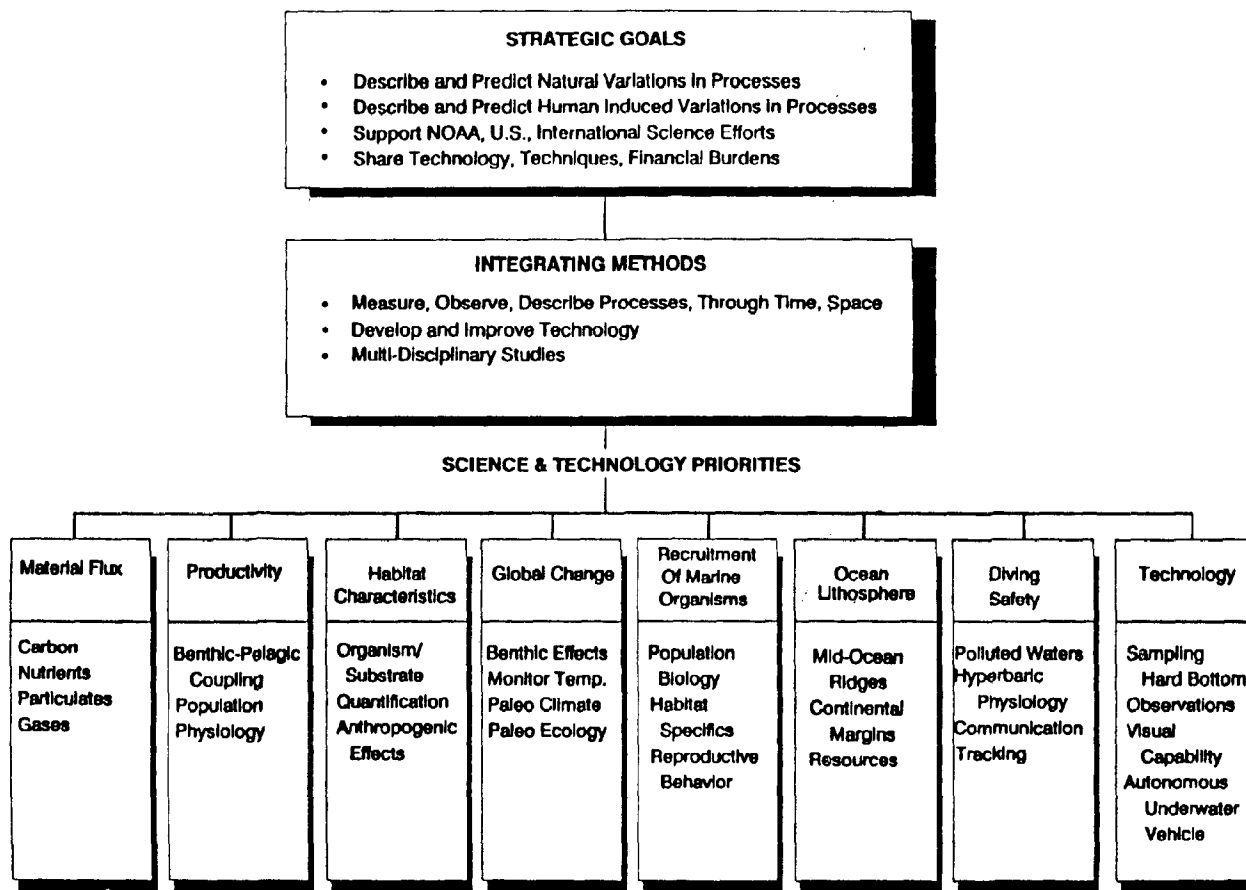 STRATEGIC GOALS
• Describe and Predict Natural Variations in Processes
• Describe and Predict Human Induced Variations in Processes
• Support NOAA, U.S., International Science Efforts
• Share Technology, Techniques, Financial Burdens
INTEGRATING METHODS
• Measure, Observe, Describe Processes, Through Time, Space
• Develop and Improve Technology
• Multi-Disciplinary Studies
SCIENCE & TECHNOLOGY PRIORITIES
Material Flux
Carbon
Nutrients
Particulates
Gases
Productivity
Benthic-Pelagic
Coupling
Population
Physiology
Habitat
Characteristics
Organism/
Substrate
Quantification
Anthropogenic
Effects
Global Change
Benthic Effects
Monitor Temp.
Paleo Climate
Paleo Ecology
Recruitment
Of Marine
Organisms
Population
Biology
Habitat
Specifics
Reproductive
Behavior
Ocean
Lithosphere
Mid-Ocean
Ridges
Continental
Margins
Resources
Diving
Safety
Polluted Waters
Hyperbaric
Physiology
Communication
Tracking
Technology
Sampling
Hard Bottom
Observations
Visual
Capability
Autonomous
Underwater
Vehicle